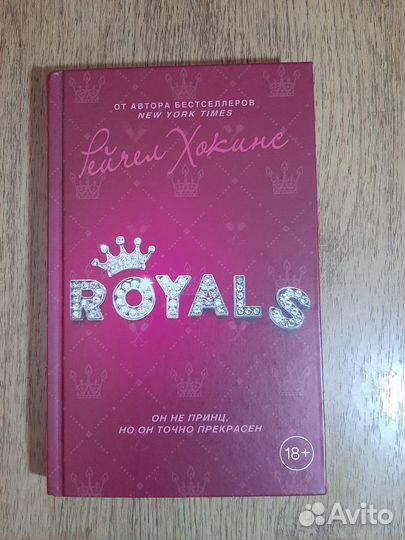 ОТ АВТОРА БЕСТСЕЛЛЕРОВ
NEW YORK TIMES
Рейчел Хокинс
ROYALS
ОН НЕ ПРИНЦ,
НО ОН ТОЧНО ПРЕКРАСЕН
18+
Avito